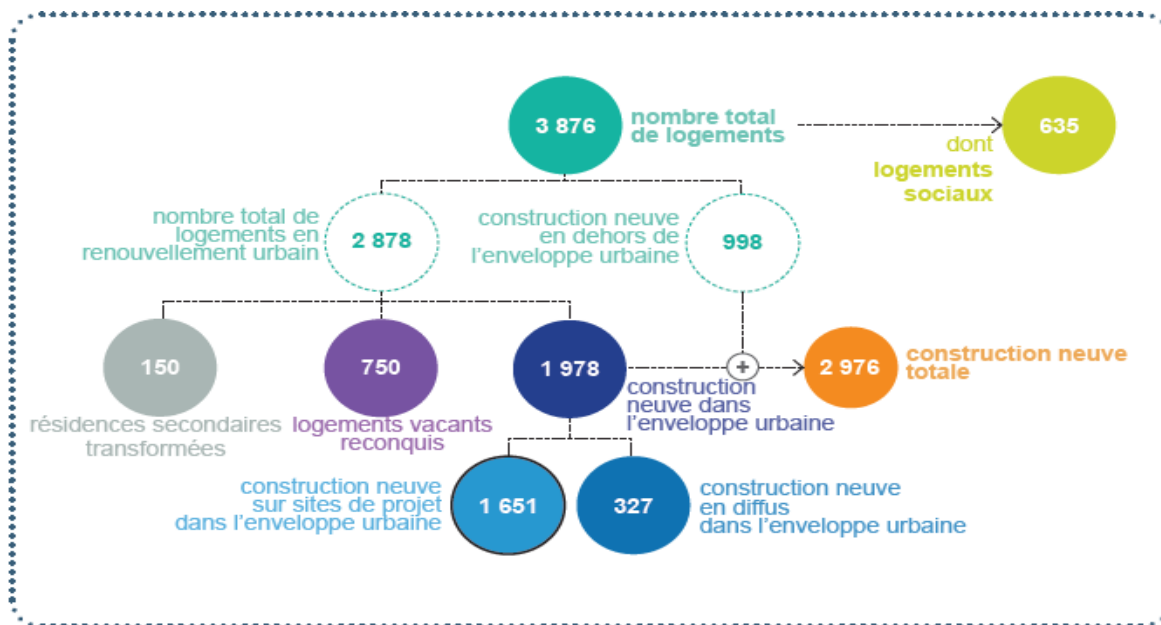 3 876
nombre total
de logements
635
dont
logements
sociaux
nombre total de
logements en
renouvellement urbain
2 878
construction neuve
en dehors de
l'enveloppe urbaine
998
150
résidences secondaires
transformées
750
logements vacants
reconquis
1 978
construction
neuve dans
l'enveloppe urbaine
+
2 976
construction neuve
totale
construction neuve
sur sites de projet
dans l'enveloppe urbaine
1 651
327
construction neuve
en diffus
dans l'enveloppe urbaine